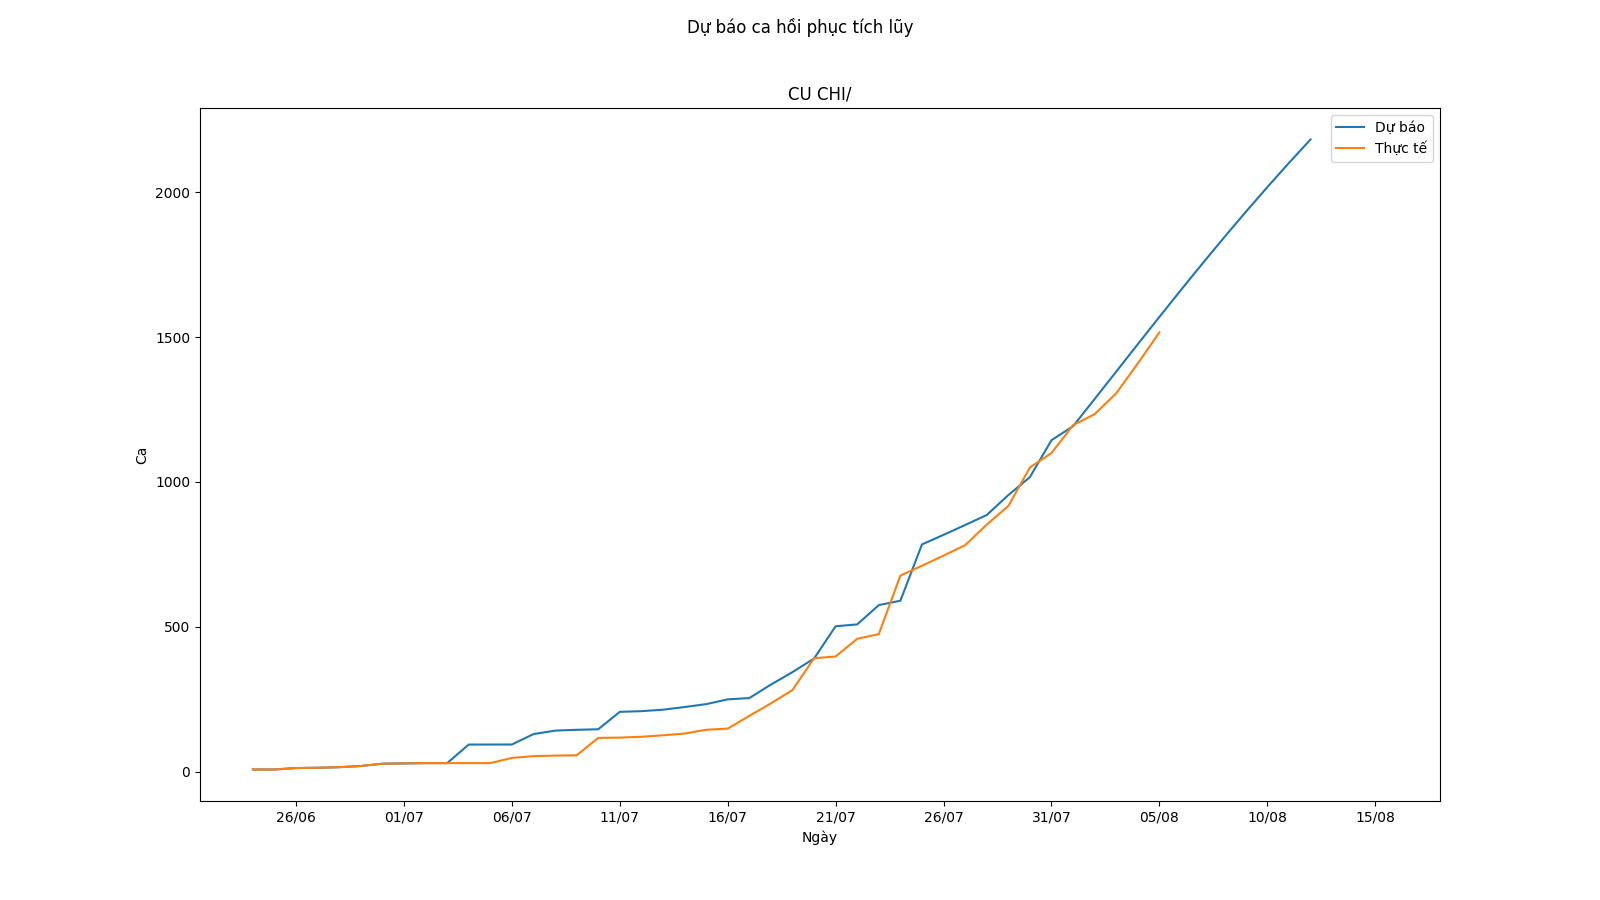 Dự báo ca hồi phục tích lũy
CU CHI/
Dự báo
Thực tế
2000
1500
1000
500
0
Ca
26/06
01/07
06/07
11/07
16/07
21/07
26/07
31/07
05/08
10/08
15/08
Ngày